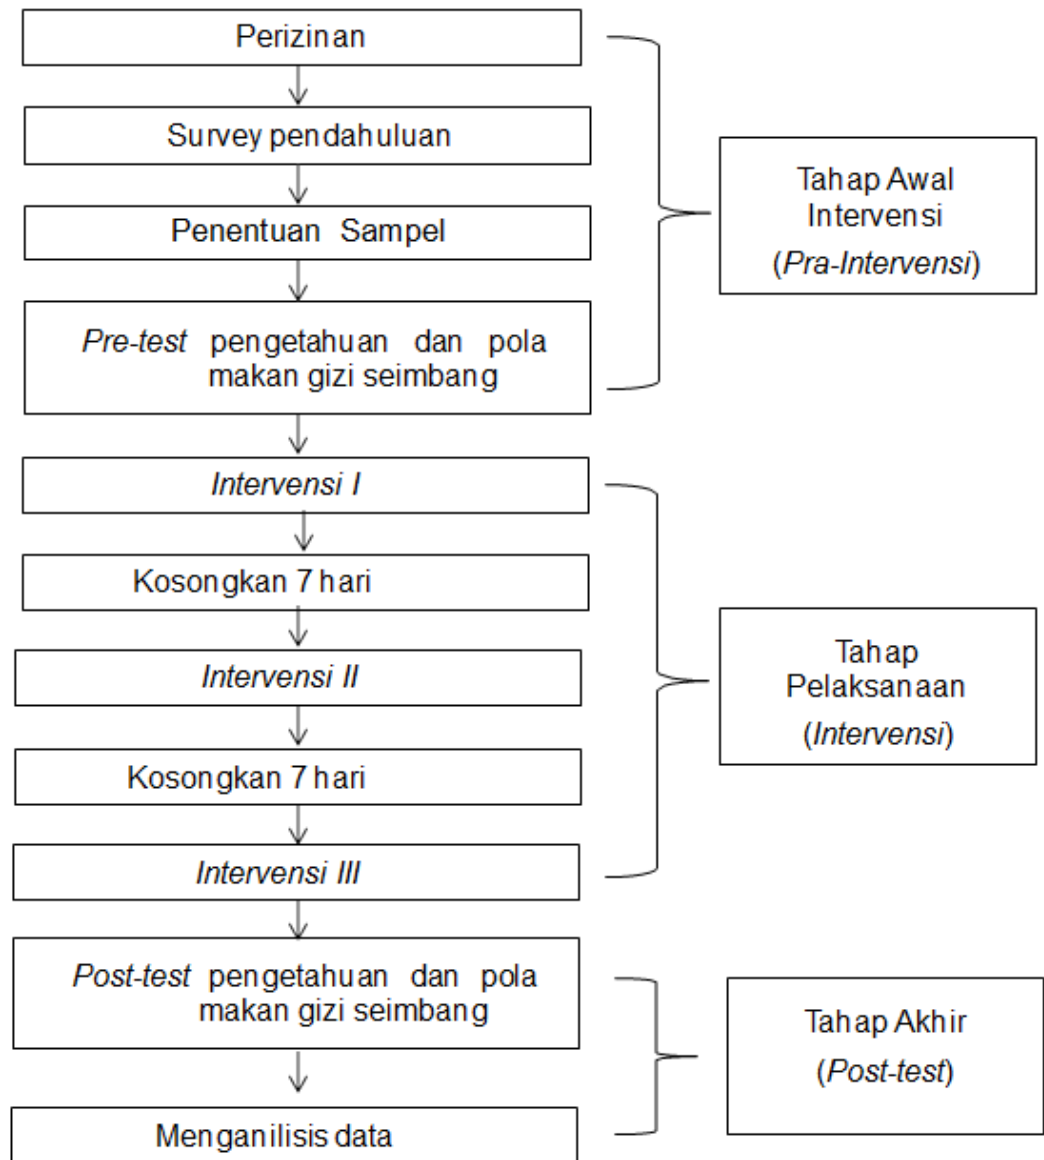 Perizinan
Survey pendahuluan
Penentuan Sampel
Pre-test pengetahuan dan pola
makan gizi seimbang
Tahap Awal
Intervensi
(Pra-Intervensi)
Intervensi I
Kosongkan 7 hari
Intervensi II
Kosongkan 7 hari
Intervensi III
Tahap
Pelaksanaan
(Intervensi)
Post-test pengetahuan dan pola
makan gizi seimbang
Menganilisis data
Tahap Akhir
(Post-test)